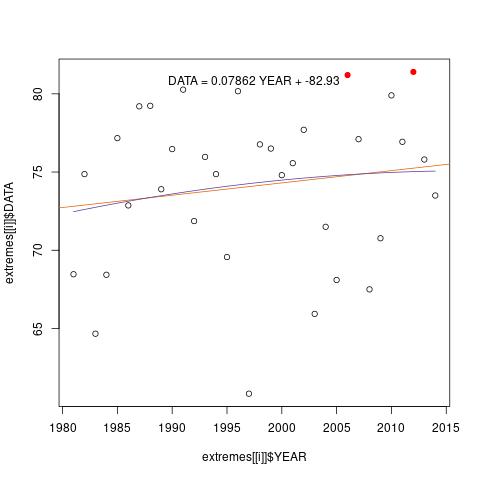 DATA = 0.07862 YEAR + -82.93
80
75
70
65
extremes[[i]]$DATA
1980 1985 1990 1995 2000 2005 2010 2015
extremes[[i]]$YEAR